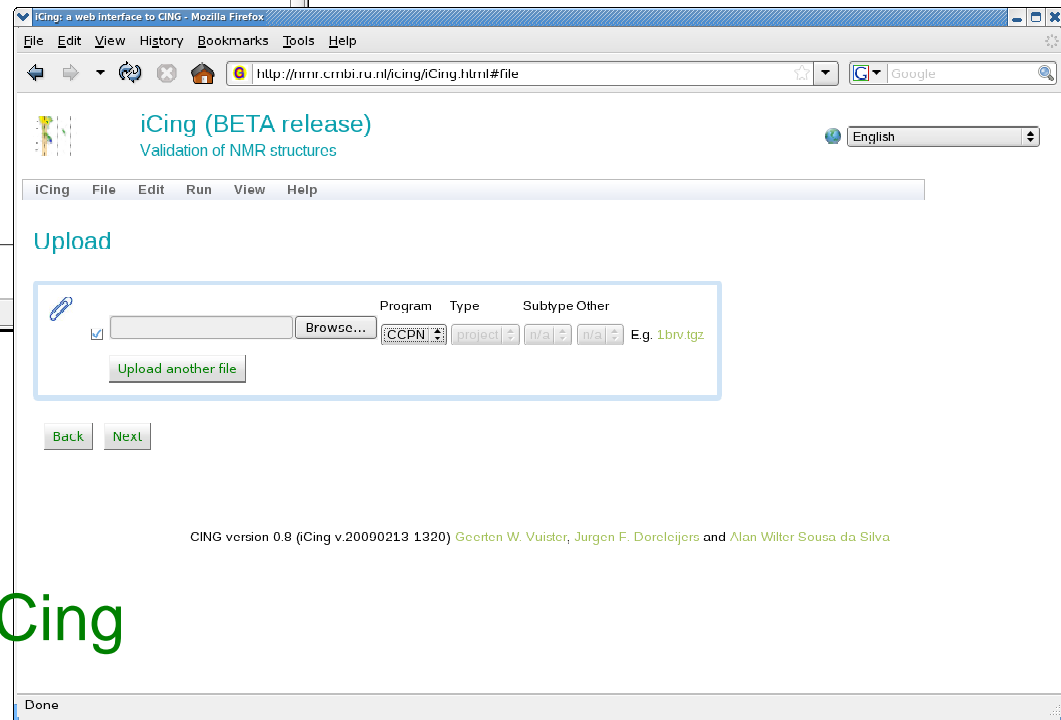 iCing: a web interface to CING - Mozilla Firefox
File Edit View History Bookmarks Tools Help
G http://nmr.cmbi.ru.nl/icing/iCing.html#file G Google
iCing (BETA release)
Validation of NMR structures
English
iCing File Edit Run View Help
Upload
Program Type Subtype Other
Browse... CCPN project n/a n/a E.g. 1brv.tgz
Upload another file
Back Next
CING version 0.8 (iCing v.20090213-1320) Geerten W. Vuister, Jurgen F. Doreleijers and Alan Wilter Sousa da Silva
Cing
Done